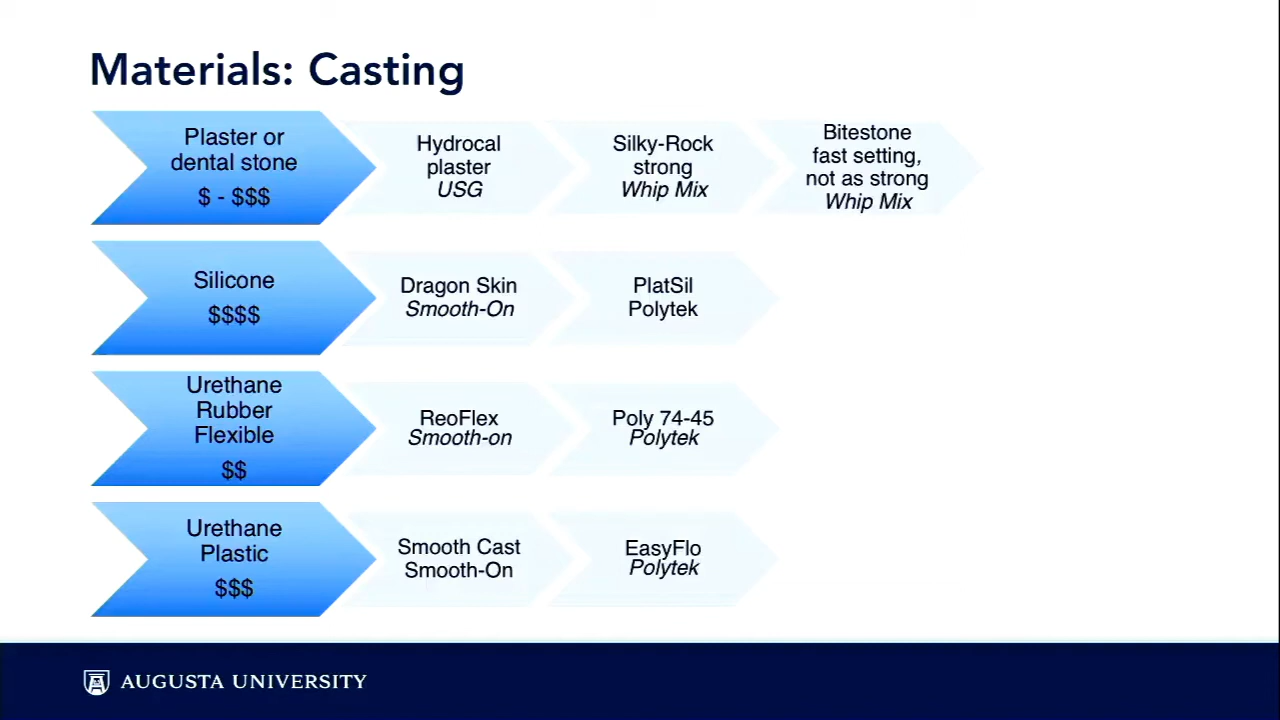 Materials: Casting
Plaster or
dental stone
$ - $$$
Hydrocal
plaster
USG
Silky-Rock
strong
Whip Mix
Bitestone
fast setting,
not as strong
Whip Mix
Silicone
$$$$
Dragon Skin
Smooth-On
PlatSil
Polytek
Urethane
Rubber
Flexible
$$
ReoFlex
Smooth-on
Poly 74-45
Polytek
Urethane
Plastic
$$$
Smooth Cast
Smooth-On
EasyFlo
Polytek
AUGUSTA UNIVERSITY